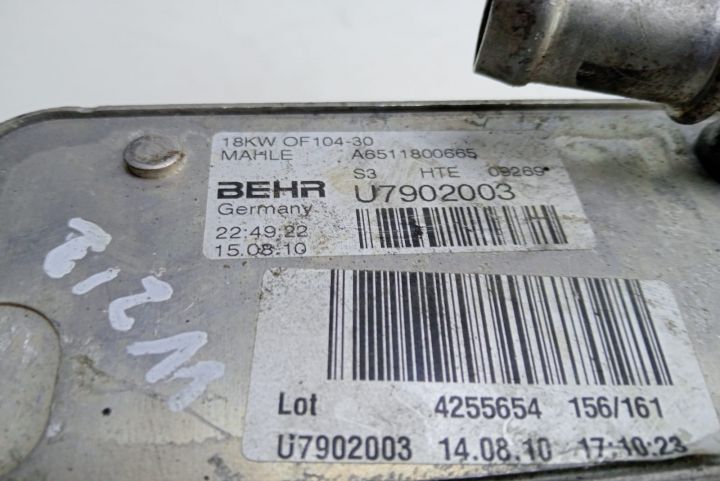 18KW OF104-30
MAHLE A6511800665
S3 HTE 09269
BEHR U7902003
Germany
22:49:22
15.08.10
Lot 4255654 156/161
U7902003 14.08.10 17:10:23